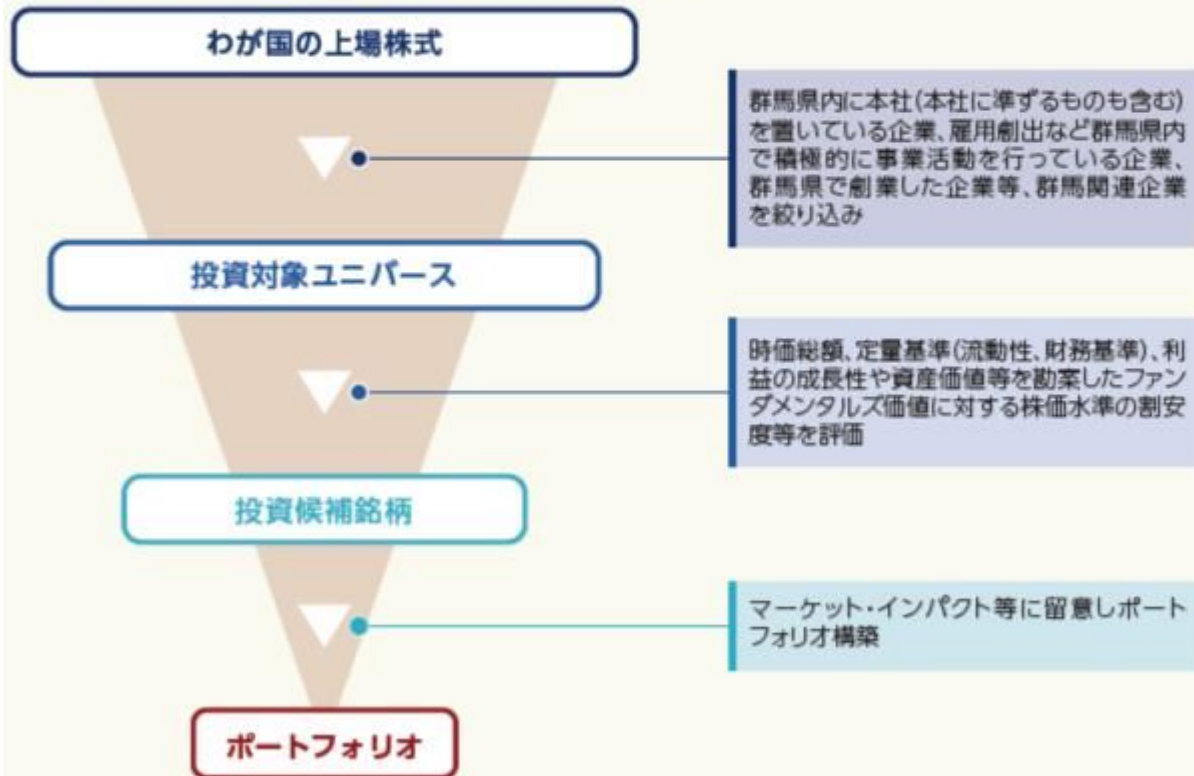 わが国の上場株式
群馬県内に本社(本社に準ずるものも含む)
を置いている企業、雇用創出など群馬県内
で積極的に事業活動を行っている企業、
群馬県で創業した企業等、群馬関連企業
を絞り込み
投資対象ユニバース
時価総額、定量基準(流動性、財務基準)、利
益の成長性や資産価値等を勘案したファン
ダメンタルズ価値に対する株価水準の割安
度等を評価
投資候補銘柄
マーケット・インパクト等に留意しポート
フォリオ構築
ポートフォリオ